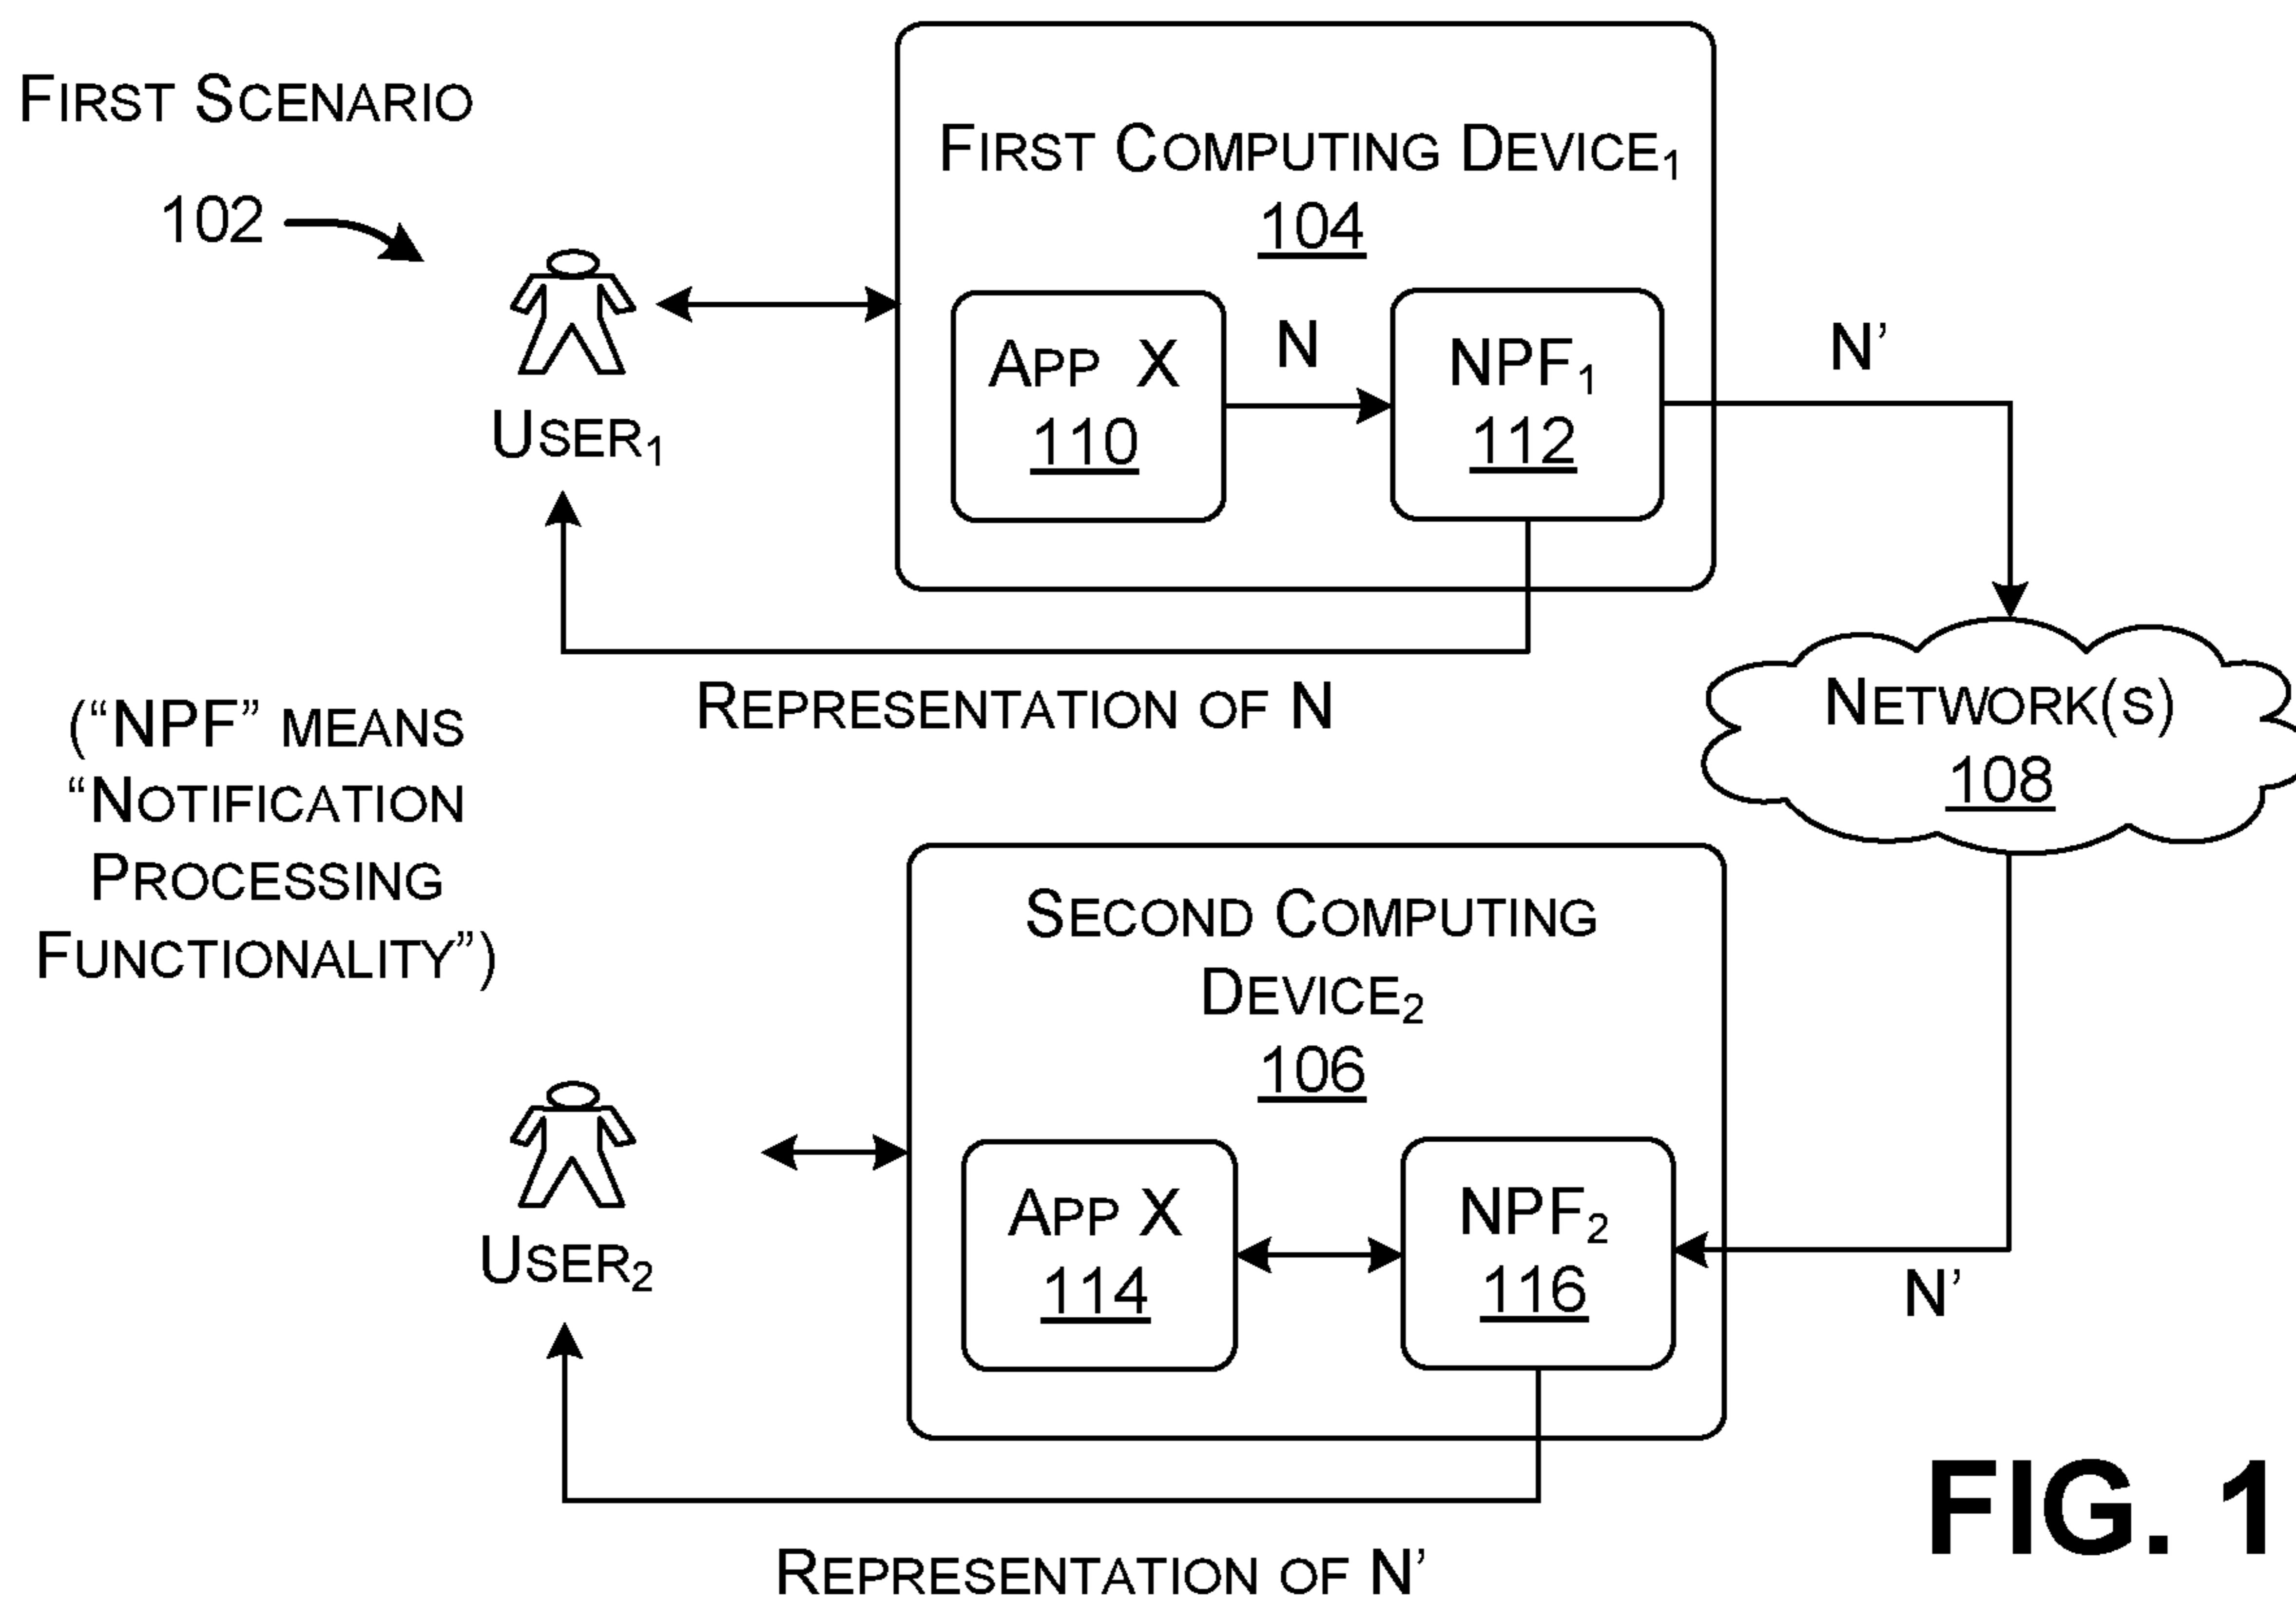 First Scenario
102
First Computing Device1
104
App X
110
N
NPF1
112
N’
User1
Representation of N
Network(s)
108
(“NPF” means
“Notification
Processing
Functionality”)
Second Computing
Device2
106
App X
114
NPF2
116
N’
User2
Representation of N’
FIG. 1